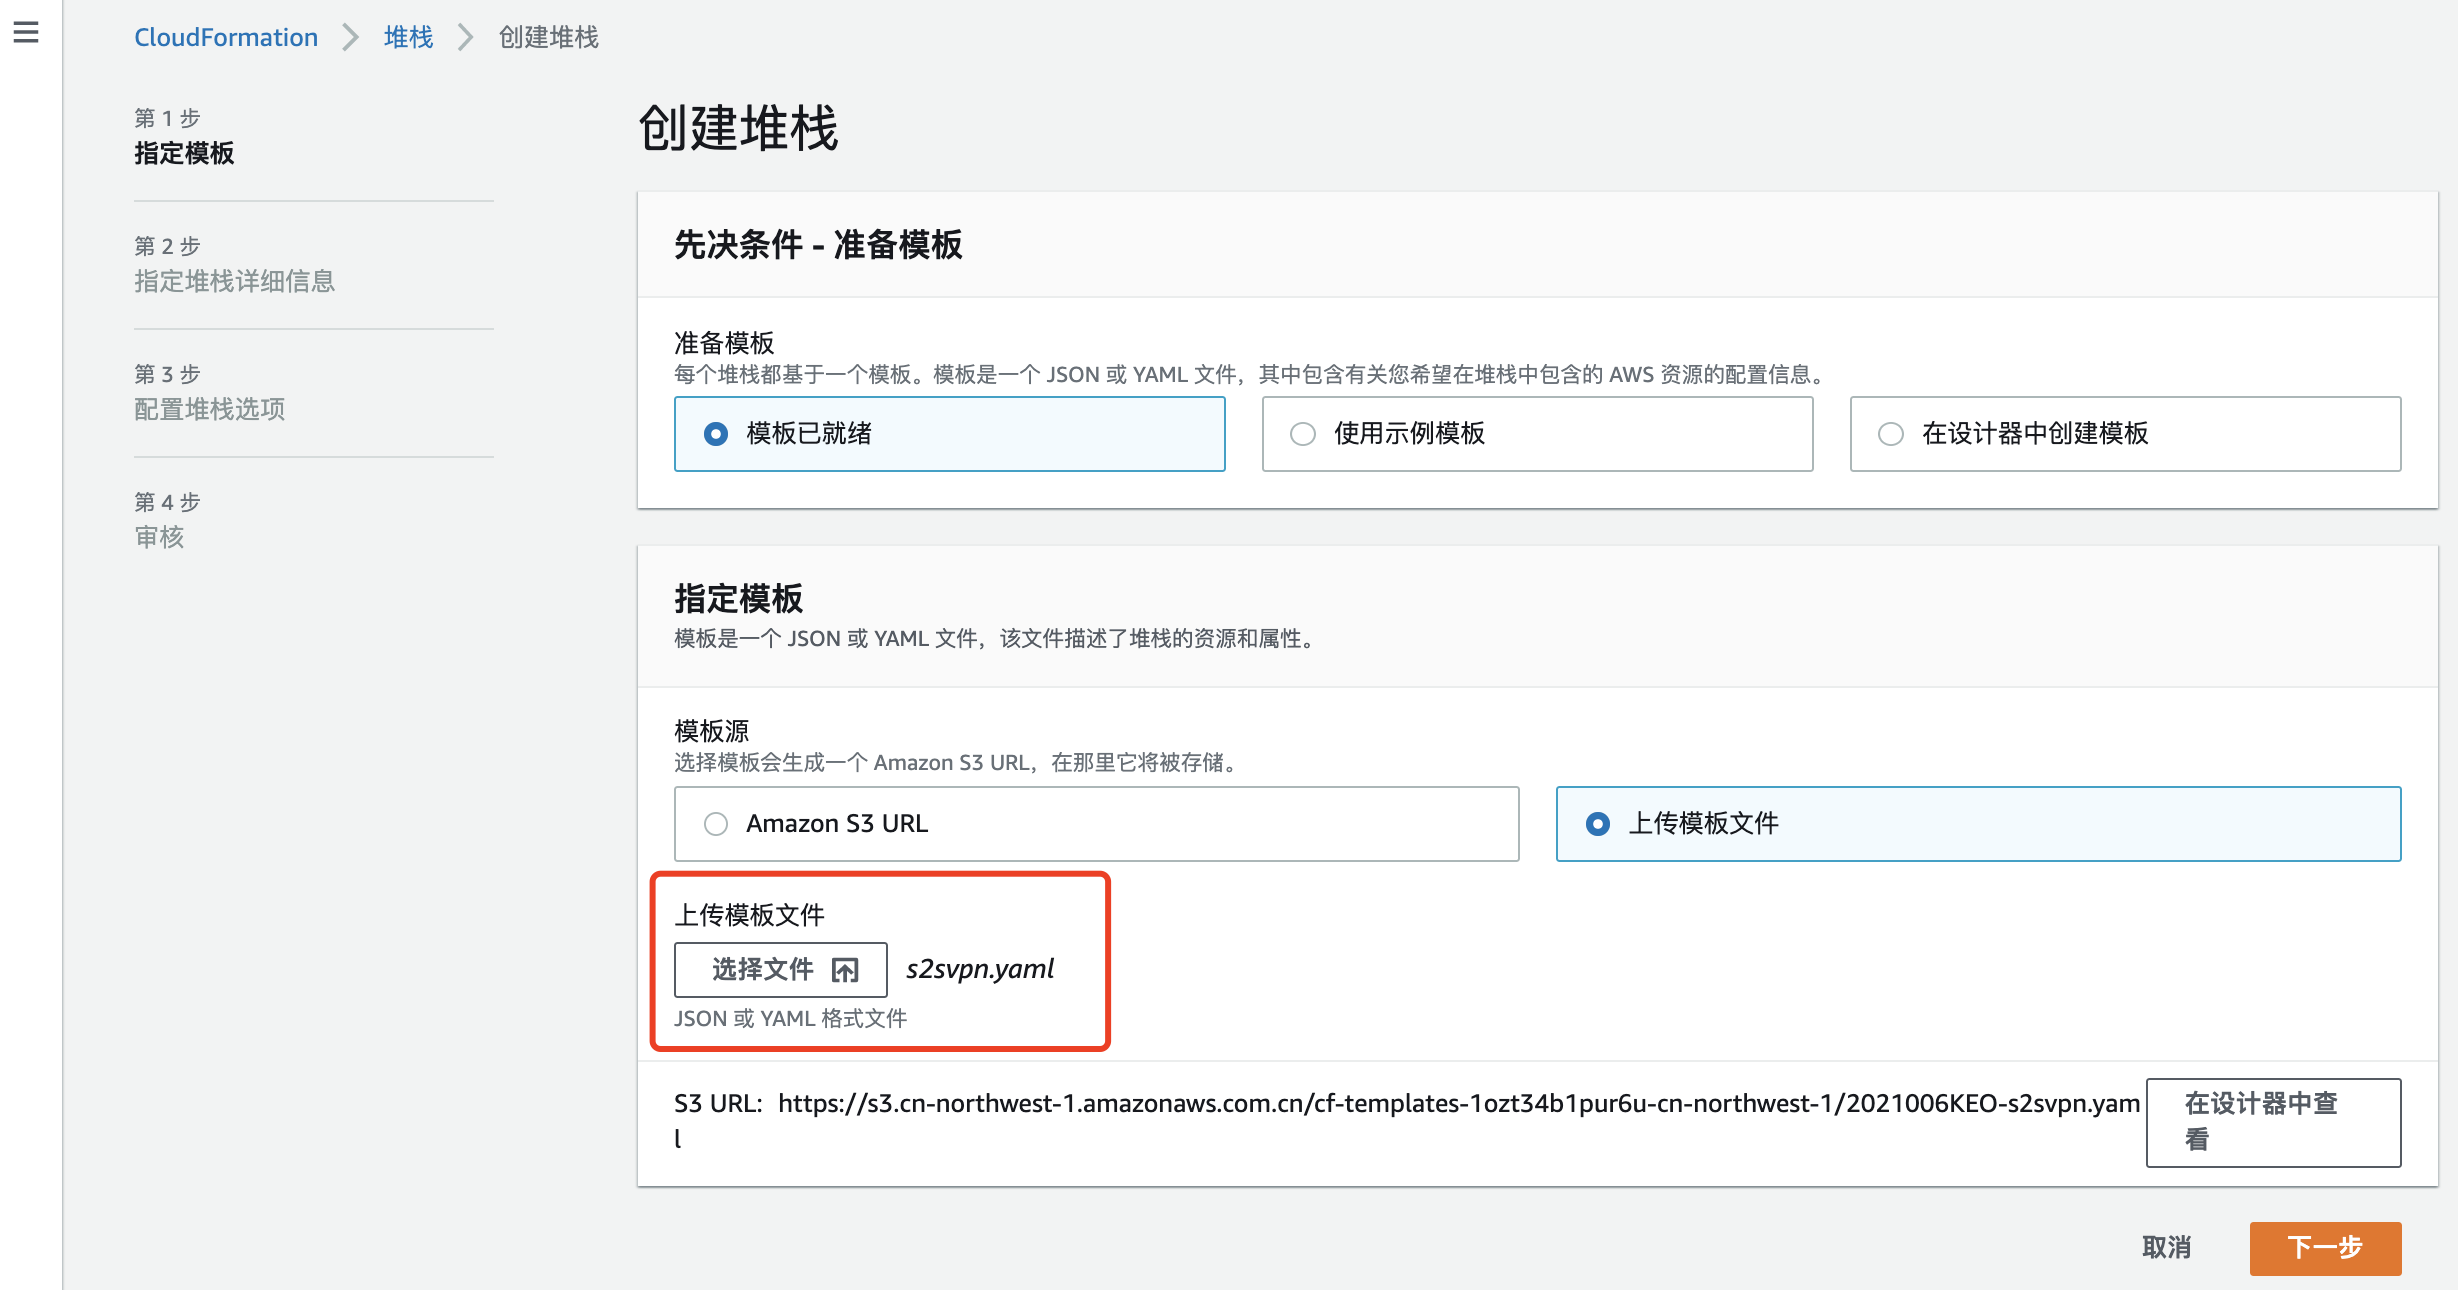 CloudFormation 堆栈 创建堆栈
第 1 步
指定模板
第 2 步
指定堆栈详细信息
第 3 步
配置堆栈选项
第 4 步
审核
创建堆栈
先决条件 - 准备模板
准备模板
每个堆栈都基于一个模板。模板是一个 JSON 或 YAML 文件，其中包含有关您希望在堆栈中包含的 AWS 资源的配置信息。
模板已就绪 使用示例模板 在设计器中创建模板
指定模板
模板是一个 JSON 或 YAML 文件，该文件描述了堆栈的资源和属性。
模板源
选择模板会生成一个 Amazon S3 URL，在那里它将被存储。
Amazon S3 URL 上传模板文件
上传模板文件
选择文件 s2svpn.yaml
JSON 或 YAML 格式文件
S3 URL: https://s3.cn-northwest-1.amazonaws.com.cn/cf-templates-1ozt34b1pur6u-cn-northwest-1/2021006KEO-s2svpn.yam
l
在设计器中查
看
取消 下一步